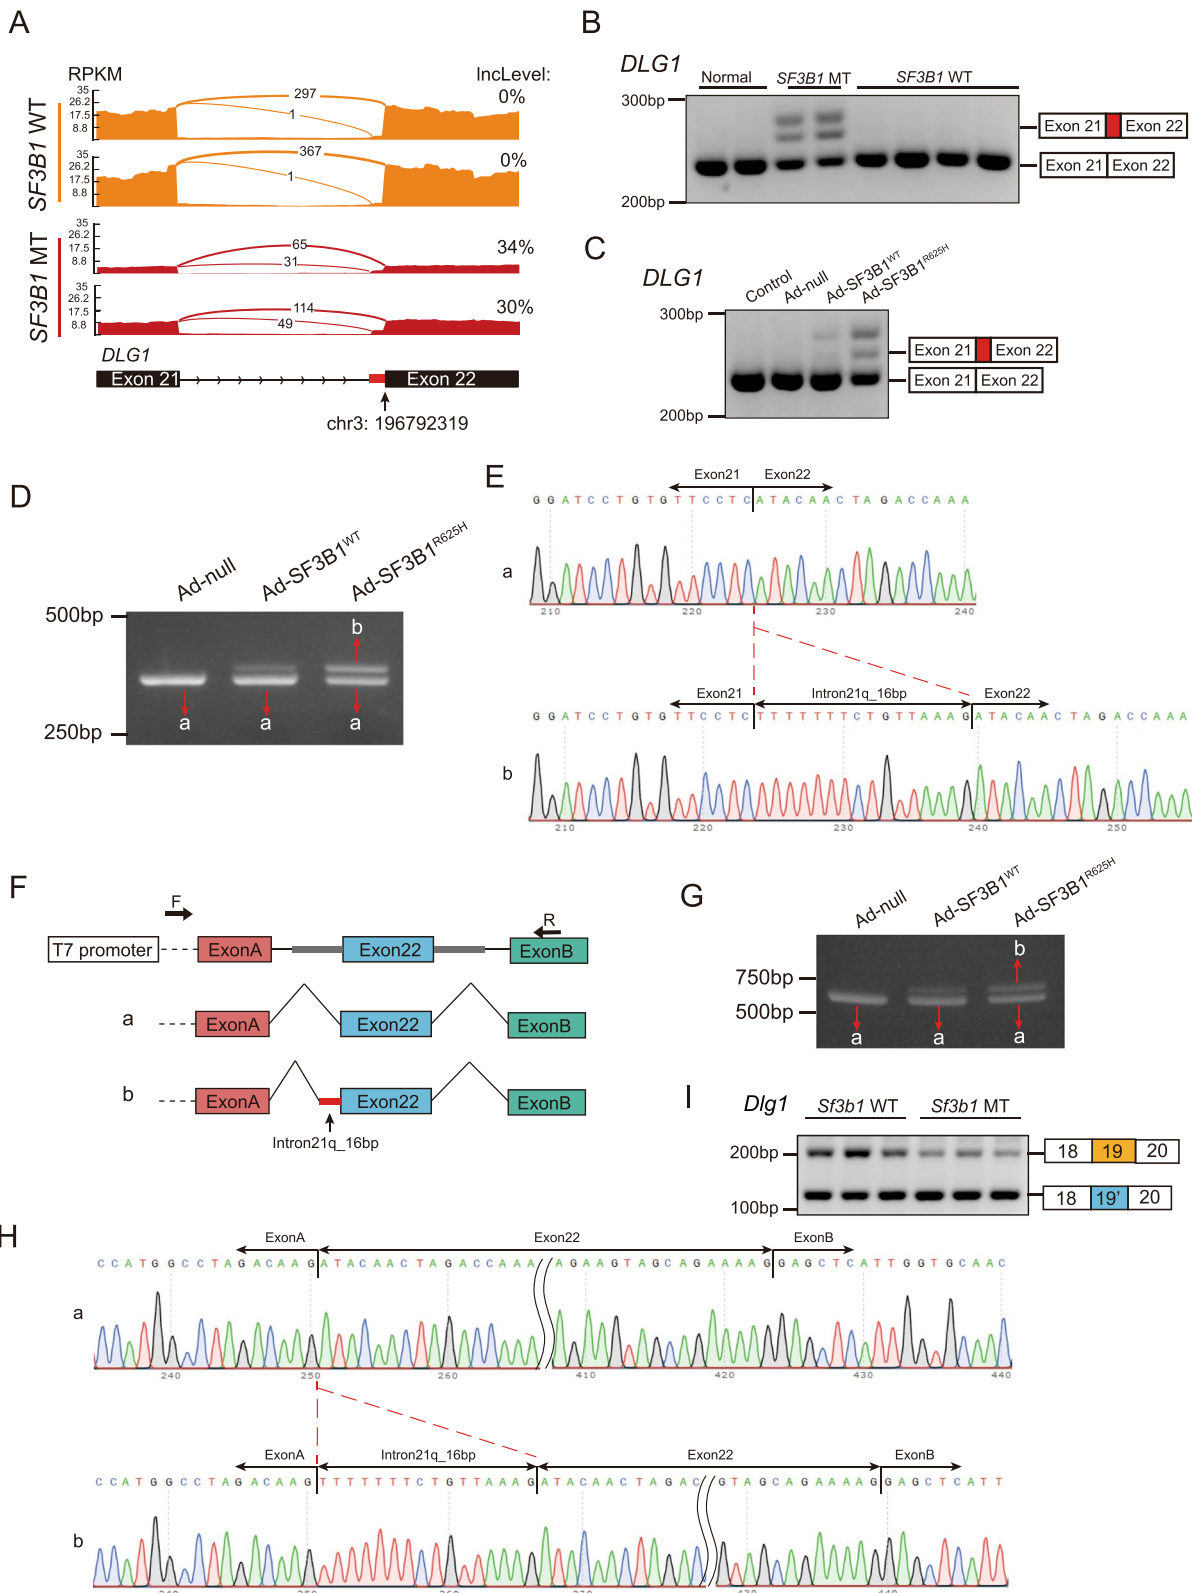 A
RPKM
IncLevel:
SF3B1 WT
35
26.2
17.5
8.8
297
1
0%
35
26.2
17.5
8.8
367
1
0%
SF3B1 MT
35
26.2
17.5
8.8
65
31
34%
35
26.2
17.5
8.8
114
49
30%
DLG1
Exon 21
Exon 22
chr3: 196792319
B
DLG1
Normal
SF3B1 MT
SF3B1 WT
300bp
200bp
Exon 21 Exon 22
Exon 21 Exon 22
C
DLG1
Control
Ad-null
Ad-SF3B1WT
Ad-SF3B1R625H
300bp
200bp
Exon 21 Exon 22
Exon 21 Exon 22
D
Ad-null
Ad-SF3B1WT
Ad-SF3B1R625H
500bp
250bp
b
a a a
E
Exon21 Exon22
G G A T C C T G T G T T C C T C A T A C A A C T A G A C C A A A
a
210 220 230 240
Exon21 Intron21q_16bp Exon22
G G A T C C T G T G T T C C T C T T T T T T T C T G T T A A A G A T A C A A C T A G A C C A A A
b
210 220 230 240 250
F
F
R
T7 promoter ExonA Exon22 ExonB
a
ExonA Exon22 ExonB
b
ExonA Exon22 ExonB
Intron21q_16bp
G
Ad-null
Ad-SF3B1WT
Ad-SF3B1R625H
750bp
500bp
b
a a a
I
Dlg1
Sf3b1 WT
Sf3b1 MT
200bp
100bp
18 19 20
18 19' 20
H
ExonA Exon22 ExonB
C C A T G G C C T A G A C A A G A T A C A A C T A G A C C A A A A G A A G T A G C A G A A A A G G A G C T C A T T G G T G C A A C
a
240 250 260 410 420 430 440
ExonA Intron21q_16bp Exon22 ExonB
C C A T G G C C T A G A C A A G T T T T T T T C T G T T A A A G A T A C A A C T A G A C G T A G C A G A A A A G G A G C T C A T T
b